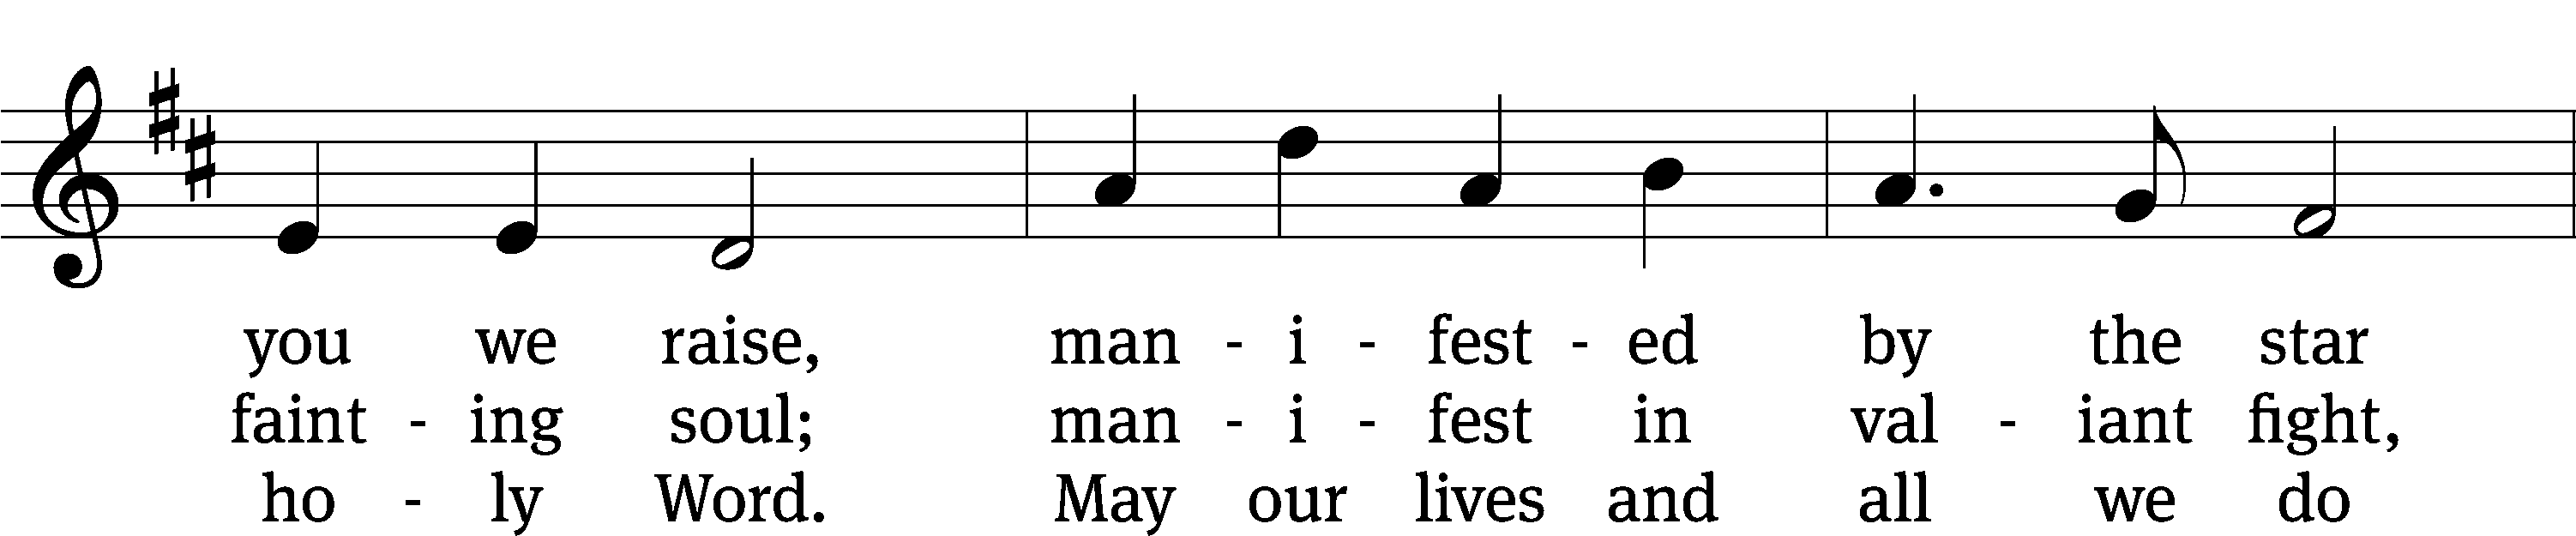 you we raise, man - i - fest - ed by the star
faint - ing soul; man - i - fest in val - iant fight,
ho - ly Word. May our lives and all we do